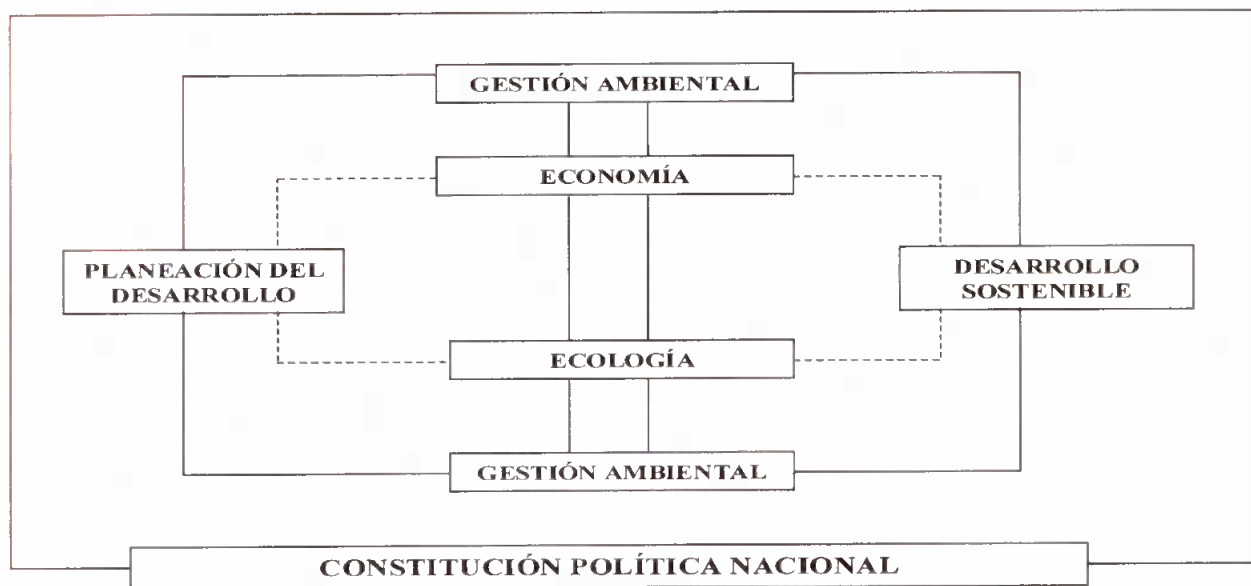 GESTIÓN AMBIENTAL
ECONOMÍA
PLANEACIÓN DEL
DESARROLLO
DESARROLLO
SOSTENIBLE
ECOLOGÍA
GESTIÓN AMBIENTAL
CONSTITUCIÓN POLÍTICA NACIONAL